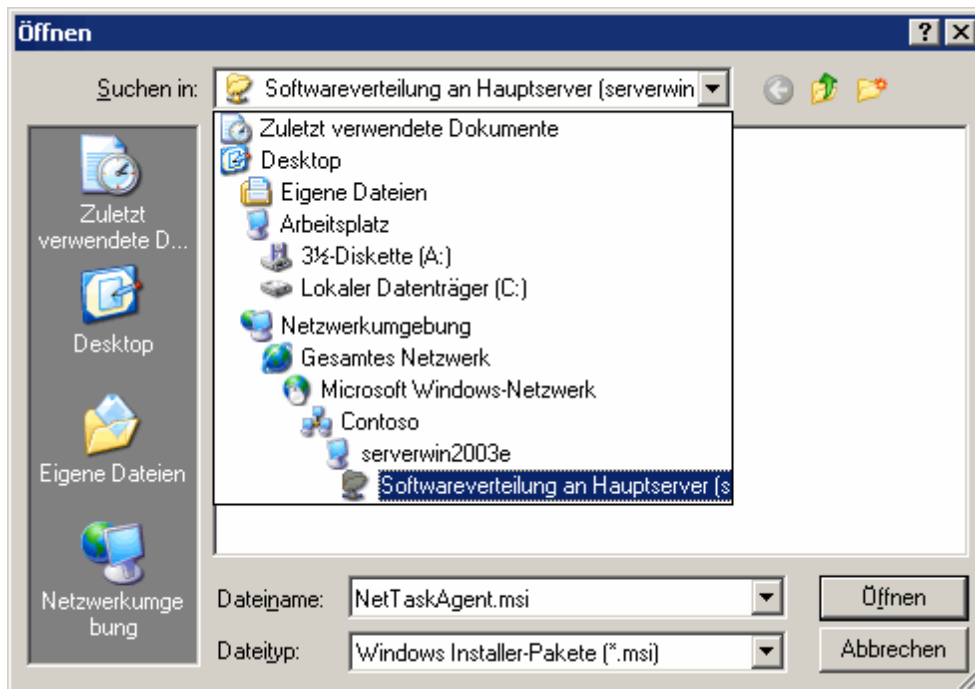 Öffnen
Suchen in: Softwareverteilung an Hauptserver (serverwin
Zuletzt verwendete Dokumente
Desktop
Eigene Dateien
Arbeitsplatz
3½-Diskette (A:)
Lokaler Datenträger (C:)
Netzwerkumgebung
Gesamtes Netzwerk
Microsoft Windows-Netzwerk
Contoso
serverwin2003e
Softwareverteilung an Hauptserver (s
Zuletzt
verwendete D...
Desktop
Eigene Dateien
Netzwerkumge
bung
Dateiname: NetTaskAgent.msi Öffnen
Dateityp: Windows Installer-Pakete (*.msi) Abbrechen